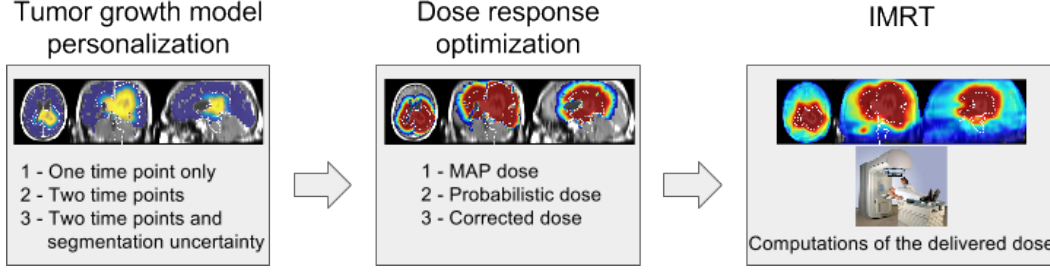 Tumor growth model
personalization
1 - One time point only
2 - Two time points
3 - Two time points and
segmentation uncertainty
Dose response
optimization
1 - MAP dose
2 - Probabilistic dose
3 - Corrected dose
IMRT
Computations of the delivered dose